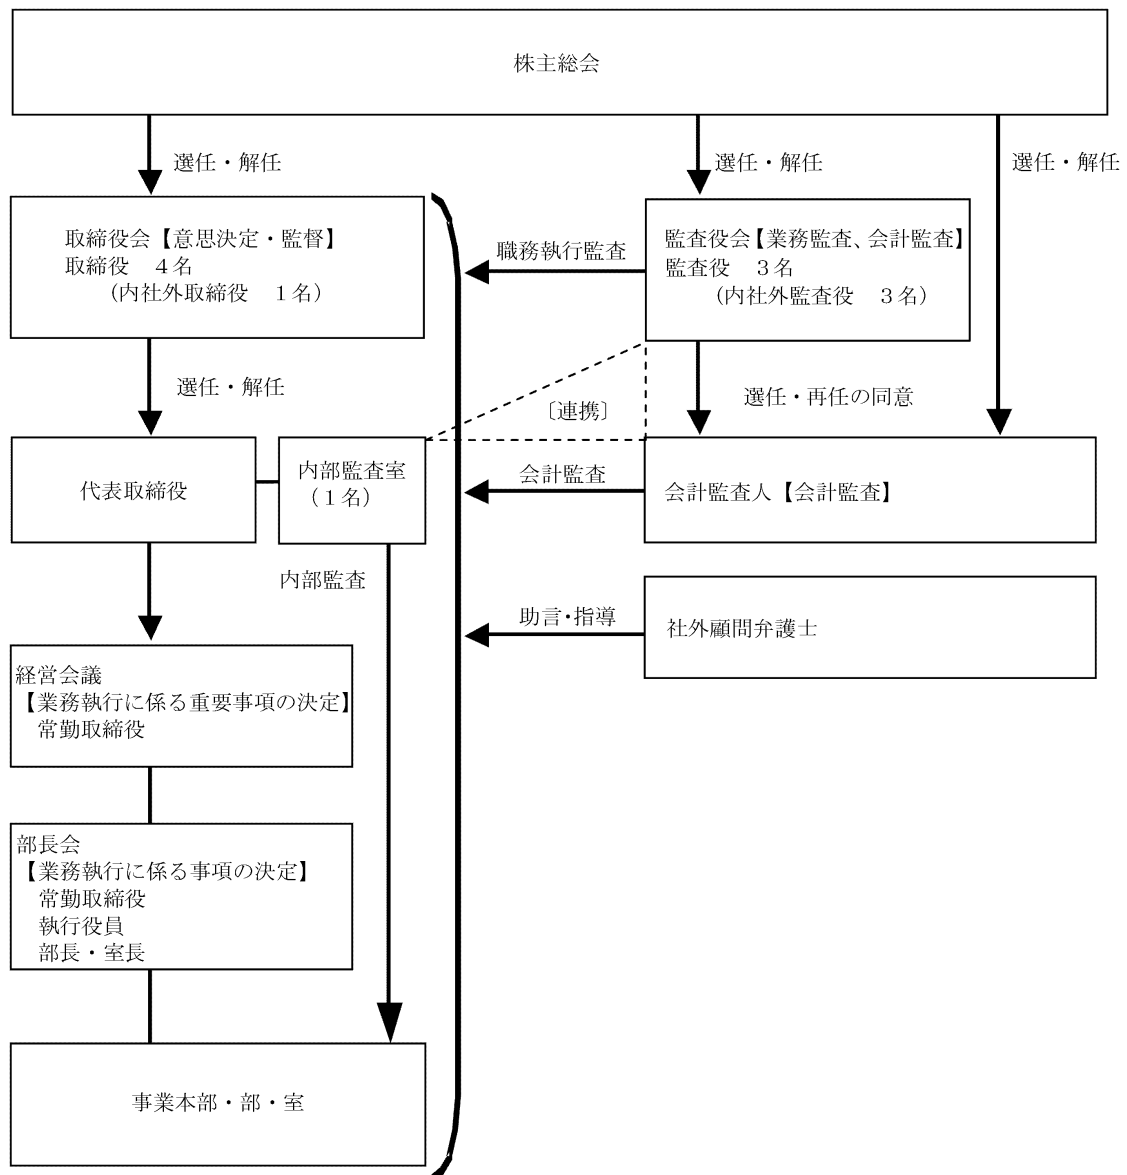 株主総会
選任・解任
選任・解任
選任・解任
取締役会【意思決定・監督】
取締役　４名
(内社外取締役　１名)
職務執行監査
監査役会【業務監査、会計監査】
監査役　３名
(内社外監査役　３名)
選任・解任
〔連携〕
選任・再任の同意
代表取締役
内部監査室
(１名)
会計監査
会計監査人【会計監査】
内部監査
助言・指導
社外顧問弁護士
経営会議
【業務執行に係る重要事項の決定】
常勤取締役
部長会
【業務執行に係る事項の決定】
常勤取締役
執行役員
部長・室長
事業本部・部・室